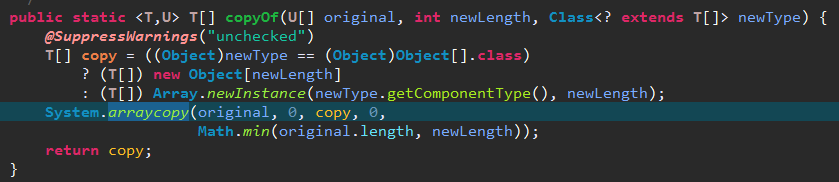 public static <T,U> T[] copyOf(U[] original, int newLength, Class<? extends T[]> newType) {
@SuppressWarnings("unchecked")
T[] copy = ((Object)newType == (Object)Object[].class)
? (T[]) new Object[newLength]
: (T[]) Array.newInstance(newType.getComponentType(), newLength);
System.arraycopy(original, 0, copy, 0,
Math.min(original.length, newLength));
return copy;
}